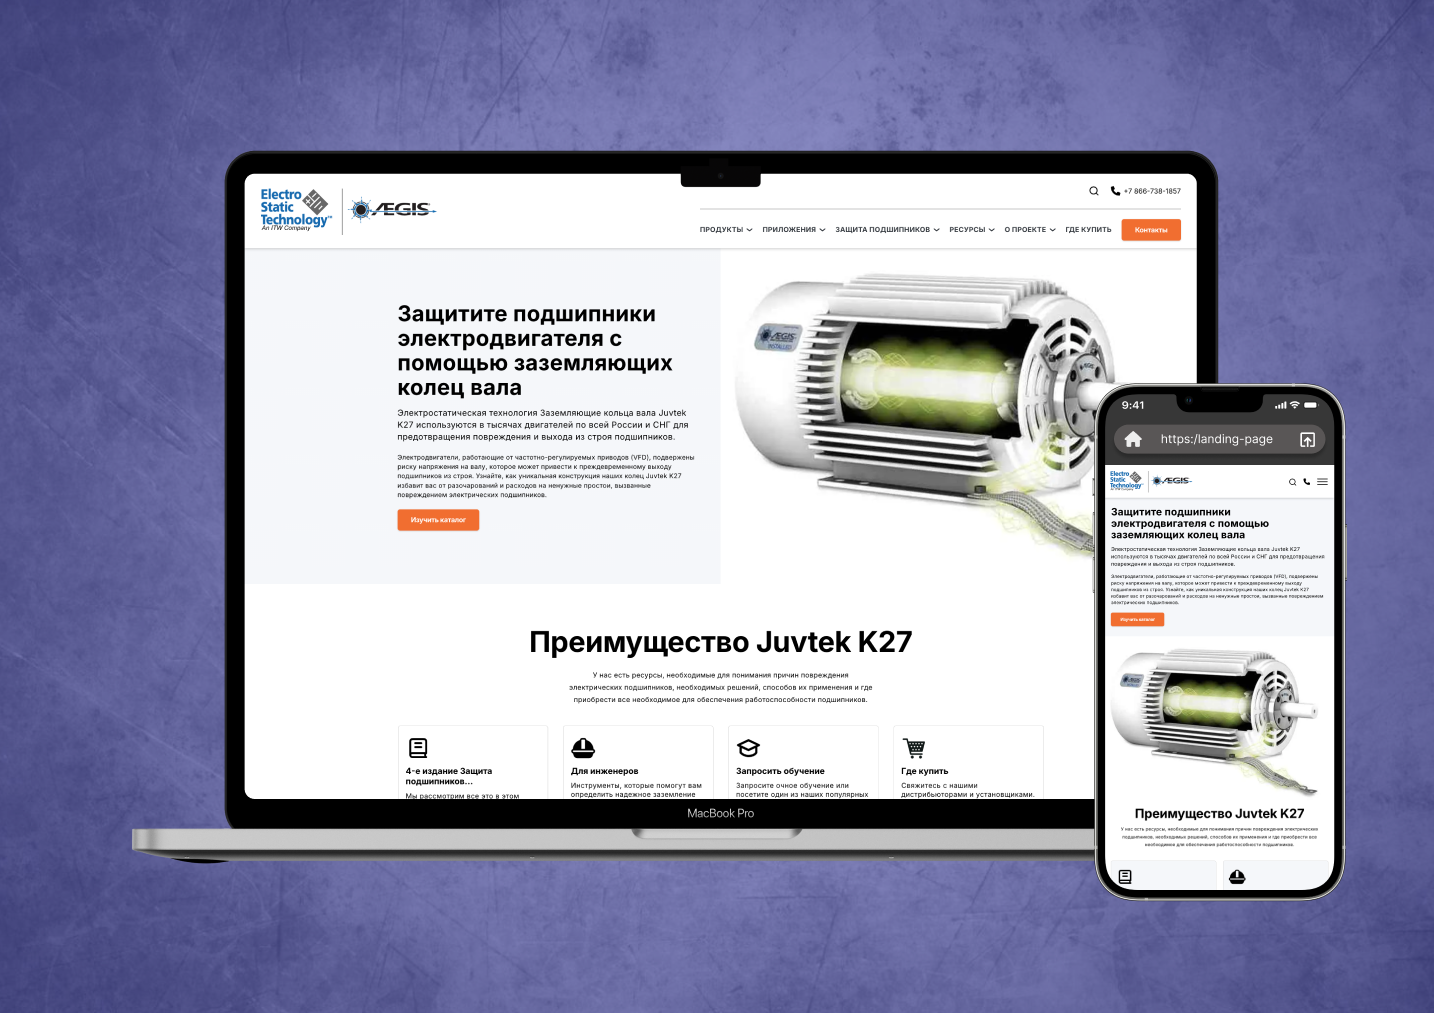 Electro
Static
Technology™
An ITW Company
ÆGIS
+7 866-738-1857
ПРОДУКТЫ
ПРИЛОЖЕНИЯ
ЗАЩИТА ПОДШИПНИКОВ
РЕСУРСЫ
О ПРОЕКТЕ
ГДЕ КУПИТЬ
Контакты
Защитите подшипники
электродвигателя с
помощью заземляющих
колец вала
Электростатическая технология Заземляющие кольца вала Juvtek
K27 используются в тысячах двигателей по всей России и СНГ для
предотвращения повреждения и выхода из строя подшипников.
Электродвигатели, работающие от частотно-регулируемых приводов (VFD), подвержены
риску напряжения на валу, которое может привести к преждевременному выходу
подшипников из строя. Узнайте, как уникальная конструкция наших колец Juvtek K27
избавит вас от разочарований и расходов на ненужные простои, вызванные
повреждением электрических подшипников.
Изучить каталог
ÆGIS
INSTALLED
ÆGIS
Преимущество Juvtek K27
У нас есть ресурсы, необходимые для понимания причин повреждения
электрических подшипников, необходимых решений, способов их применения и где
приобрести все необходимое для обеспечения работоспособности подшипников.
4-е издание Защита
подшипников...
Мы рассмотрим все это в этом
Для инженеров
Инструменты, которые помогут вам
определить надежное заземление
Запросить обучение
Запросите очное обучение или
посетите один из наших популярных
Где купить
Свяжитесь с нашими
дистрибьюторами и установщиками.
MacBook Pro
9:41
https:/landing-page
Electro
Static
Technology
An ITW Company
ÆGIS
Защитите подшипники
электродвигателя с помощью
заземляющих колец вала
Электростатическая технология Заземляющие кольца вала Juvtek K27
используются в тысячах двигателей по всей России и СНГ для предотвращения
повреждения и выхода из строя подшипников.
Электродвигатели, работающие от частотно-регулируемых приводов (VFD), подвержены
риску напряжения на валу, которое может привести к преждевременному выходу
подшипников из строя. Узнайте, как уникальная конструкция наших колец Juvtek K27
избавит вас от разочарований и расходов на ненужные простои, вызванные повреждением
электрических подшипников.
Изучить каталог
ÆGIS
Преимущество Juvtek K27
У нас есть ресурсы, необходимые для понимания причин повреждения электрических
подшипников, необходимых решений, способов их применения и где приобрести все
необходимое для обеспечения работоспособности подшипников.